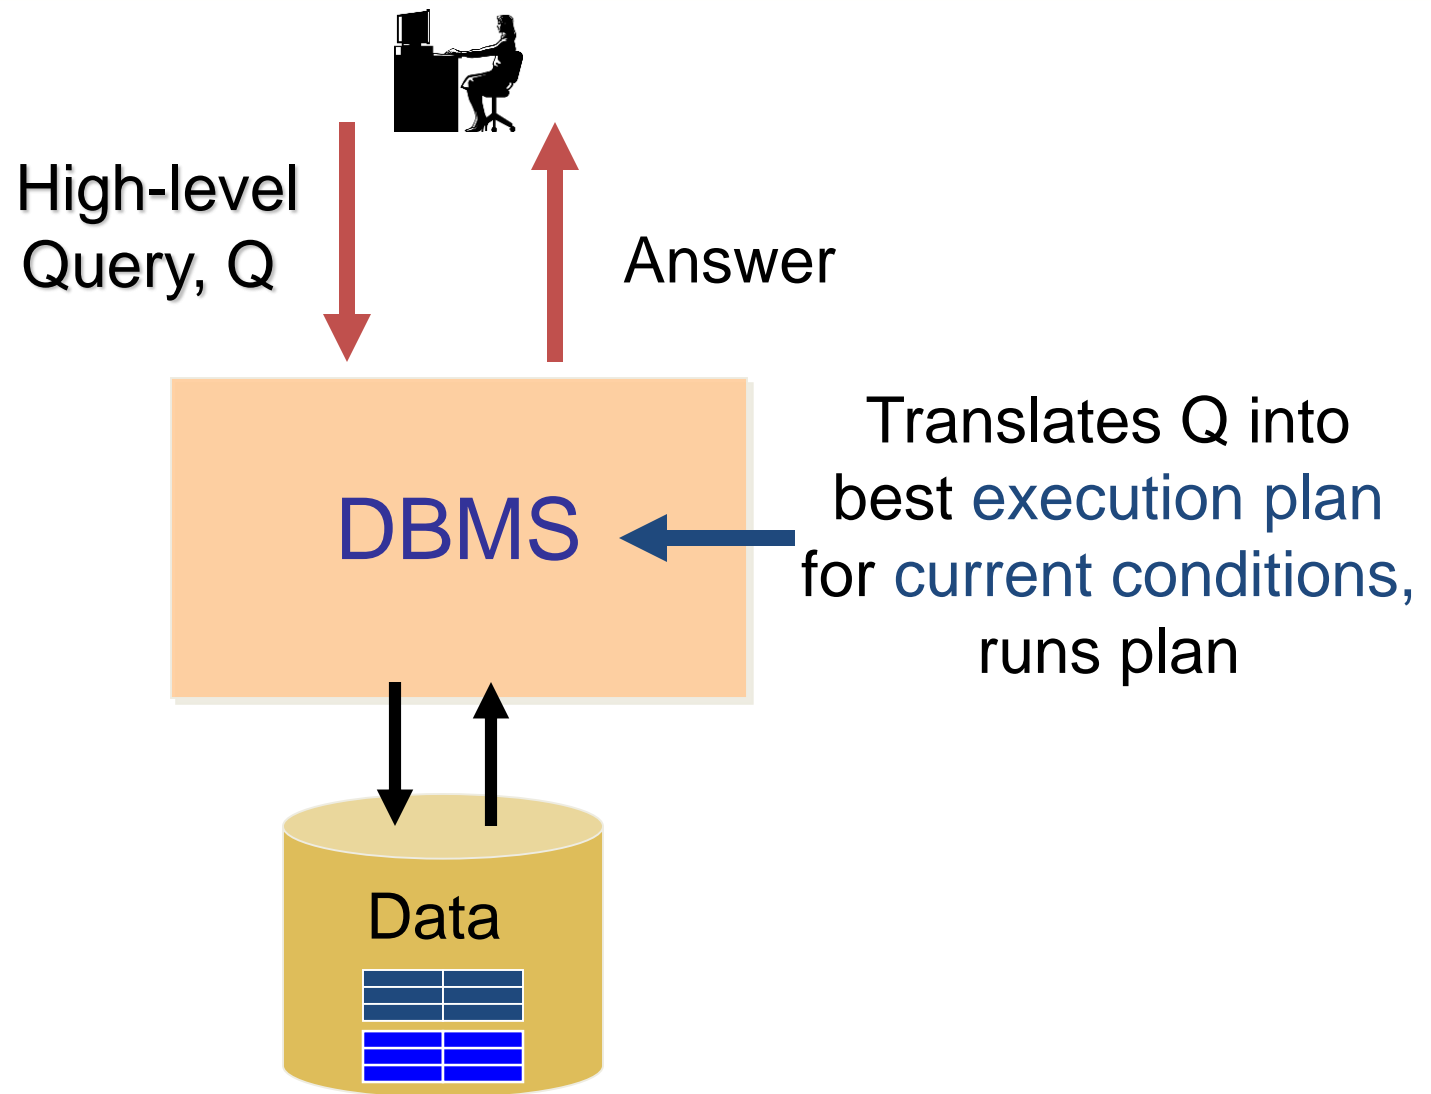 High-level
Query, Q
Answer
DBMS
Translates Q into
best execution plan
for current conditions,
runs plan
Data